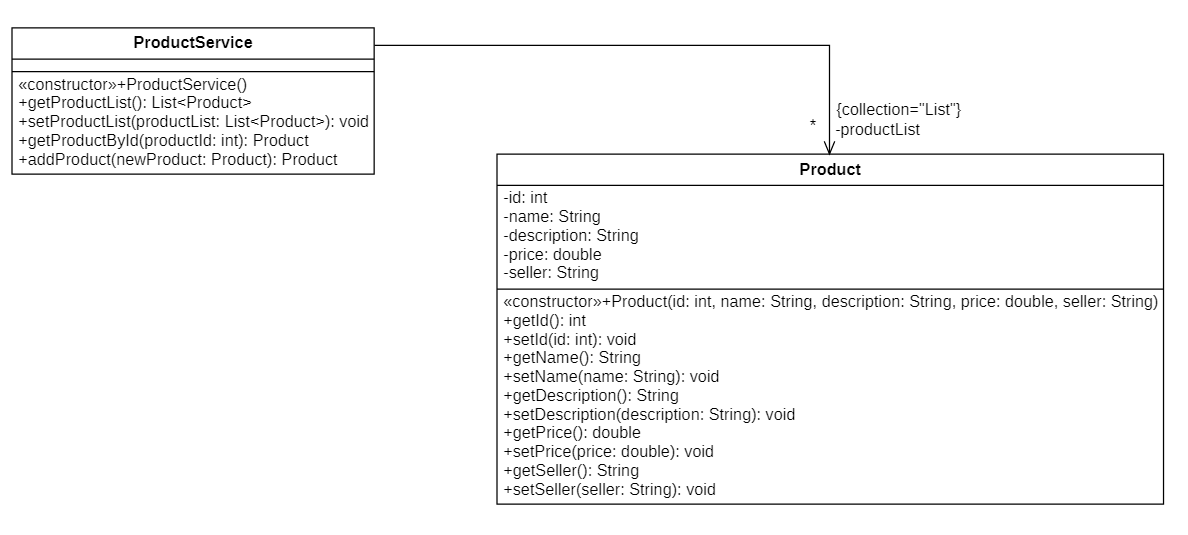 ProductService
«constructor»+ProductService()
+getProductList(): List<Product>
+setProductList(productList: List<Product>): void
+getProductById(productId: int): Product
+addProduct(newProduct: Product): Product
{collection="List"}
*
-productList
Product
-id: int
-name: String
-description: String
-price: double
-seller: String
«constructor»+Product(id: int, name: String, description: String, price: double, seller: String)
+getId(): int
+setId(id: int): void
+getName(): String
+setName(name: String): void
+getDescription(): String
+setDescription(description: String): void
+getPrice(): double
+setPrice(price: double): void
+getSeller(): String
+setSeller(seller: String): void